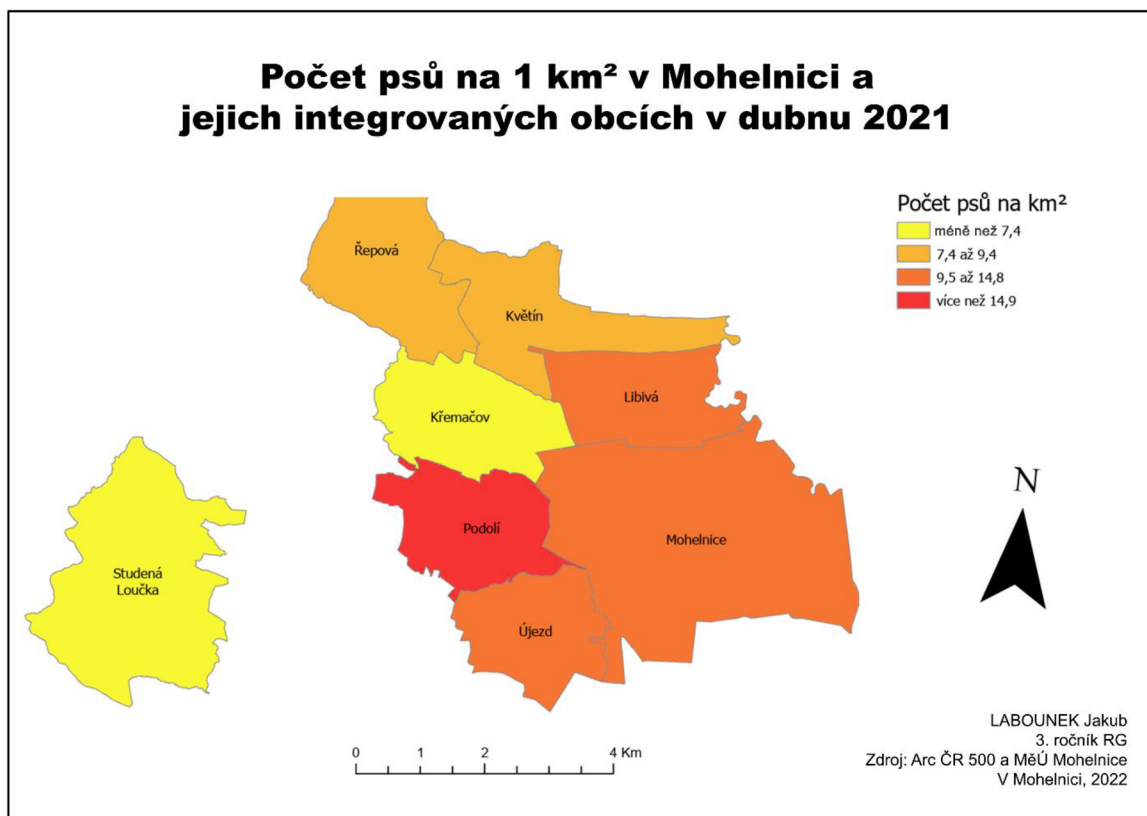 Počet psů na 1 km² v Mohelnici a
jejich integrovaných obcích v dubnu 2021
Počet psů na km²
méně než 7,4
7,4 až 9,4
9,5 až 14,8
více než 14,9
Řepová
Květín
Libivá
Křemačov
Podolí
Mohelnice
Studená
Loučka
Újezd
N
0 1 2 4 Km
LABOUNEK Jakub
3. ročník RG
Zdroj: Arc ČR 500 a MěÚ Mohelnice
V Mohelnici, 2022